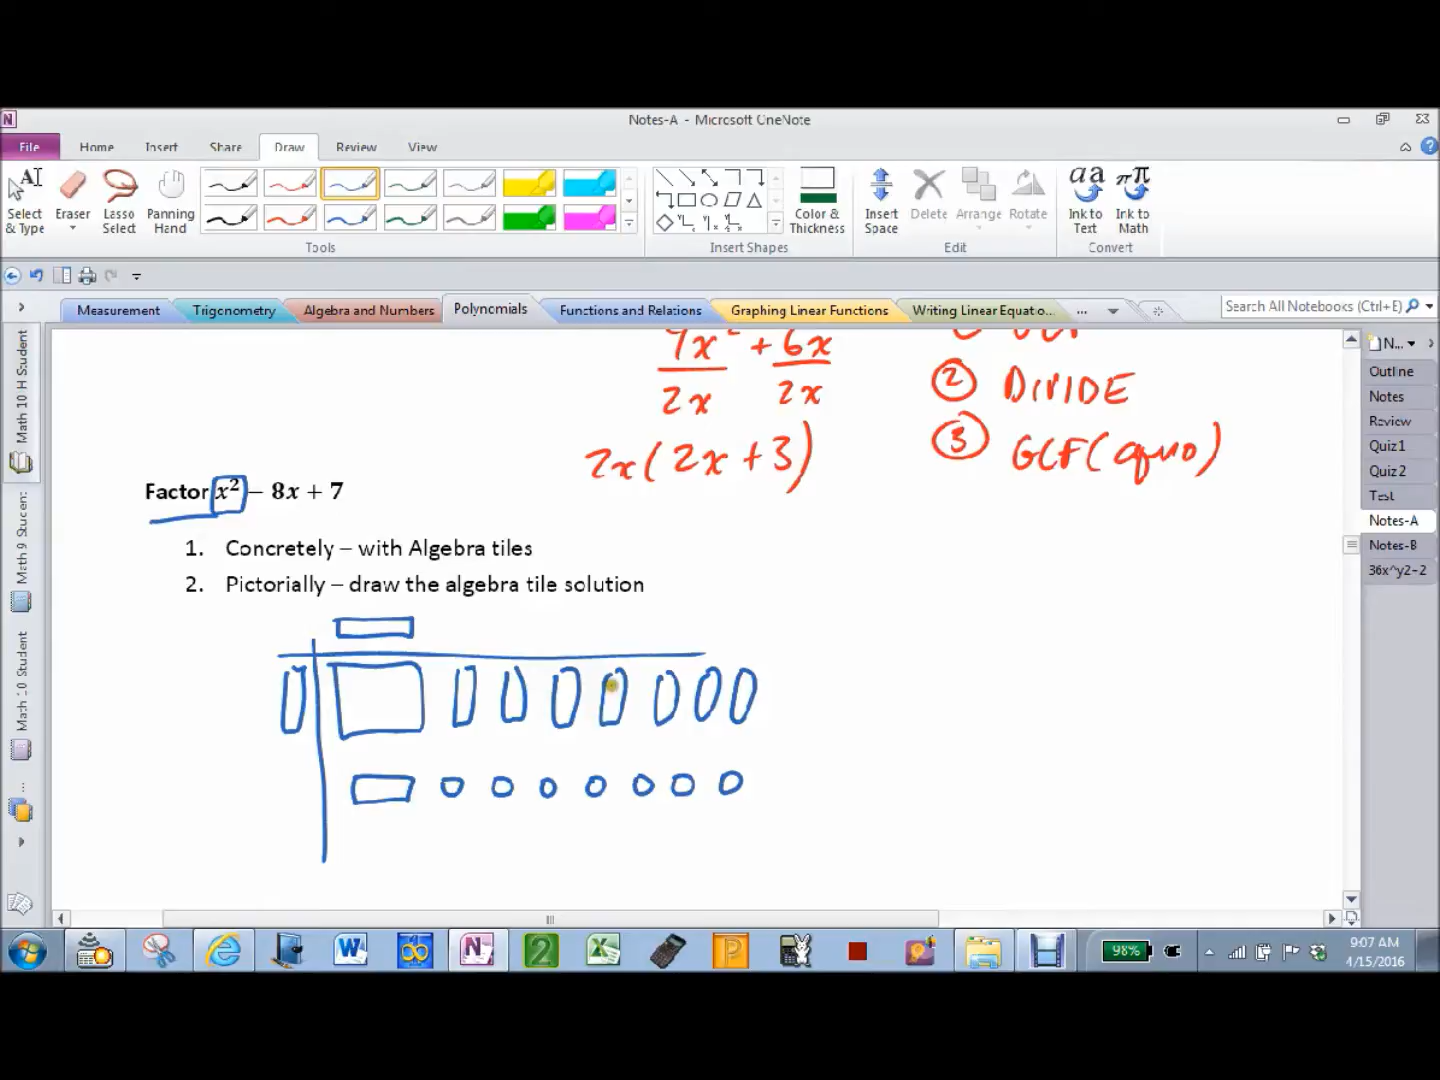 Notes-A - Microsoft OneNote
File Home Insert Share Draw Review View
Select & Type
Eraser
Lasso Select
Panning Hand
Color & Thickness
Insert Space
Delete
Arrange
Rotate
Ink to Text
Ink to Math
Tools
Insert Shapes
Edit
Convert
Measurement Trigonometry Algebra and Numbers Polynomials Functions and Relations Graphing Linear Functions Writing Linear Equatio... ...
Search All Notebooks (Ctrl+E)
Math 10 H Student
Math 9 Studen
Math 10 Student
N...
Outline
Notes
Review
Quiz1
Quiz 2
Test
Notes-A
Notes-B
36x^y2-2
4x² + 6x
2x 2x
2x(2x+3)
② DIVIDE
③ GCF(quo)
Factor x² − 8x + 7
1. Concretely – with Algebra tiles
2. Pictorially – draw the algebra tile solution
98%
9:07 AM
4/15/2016